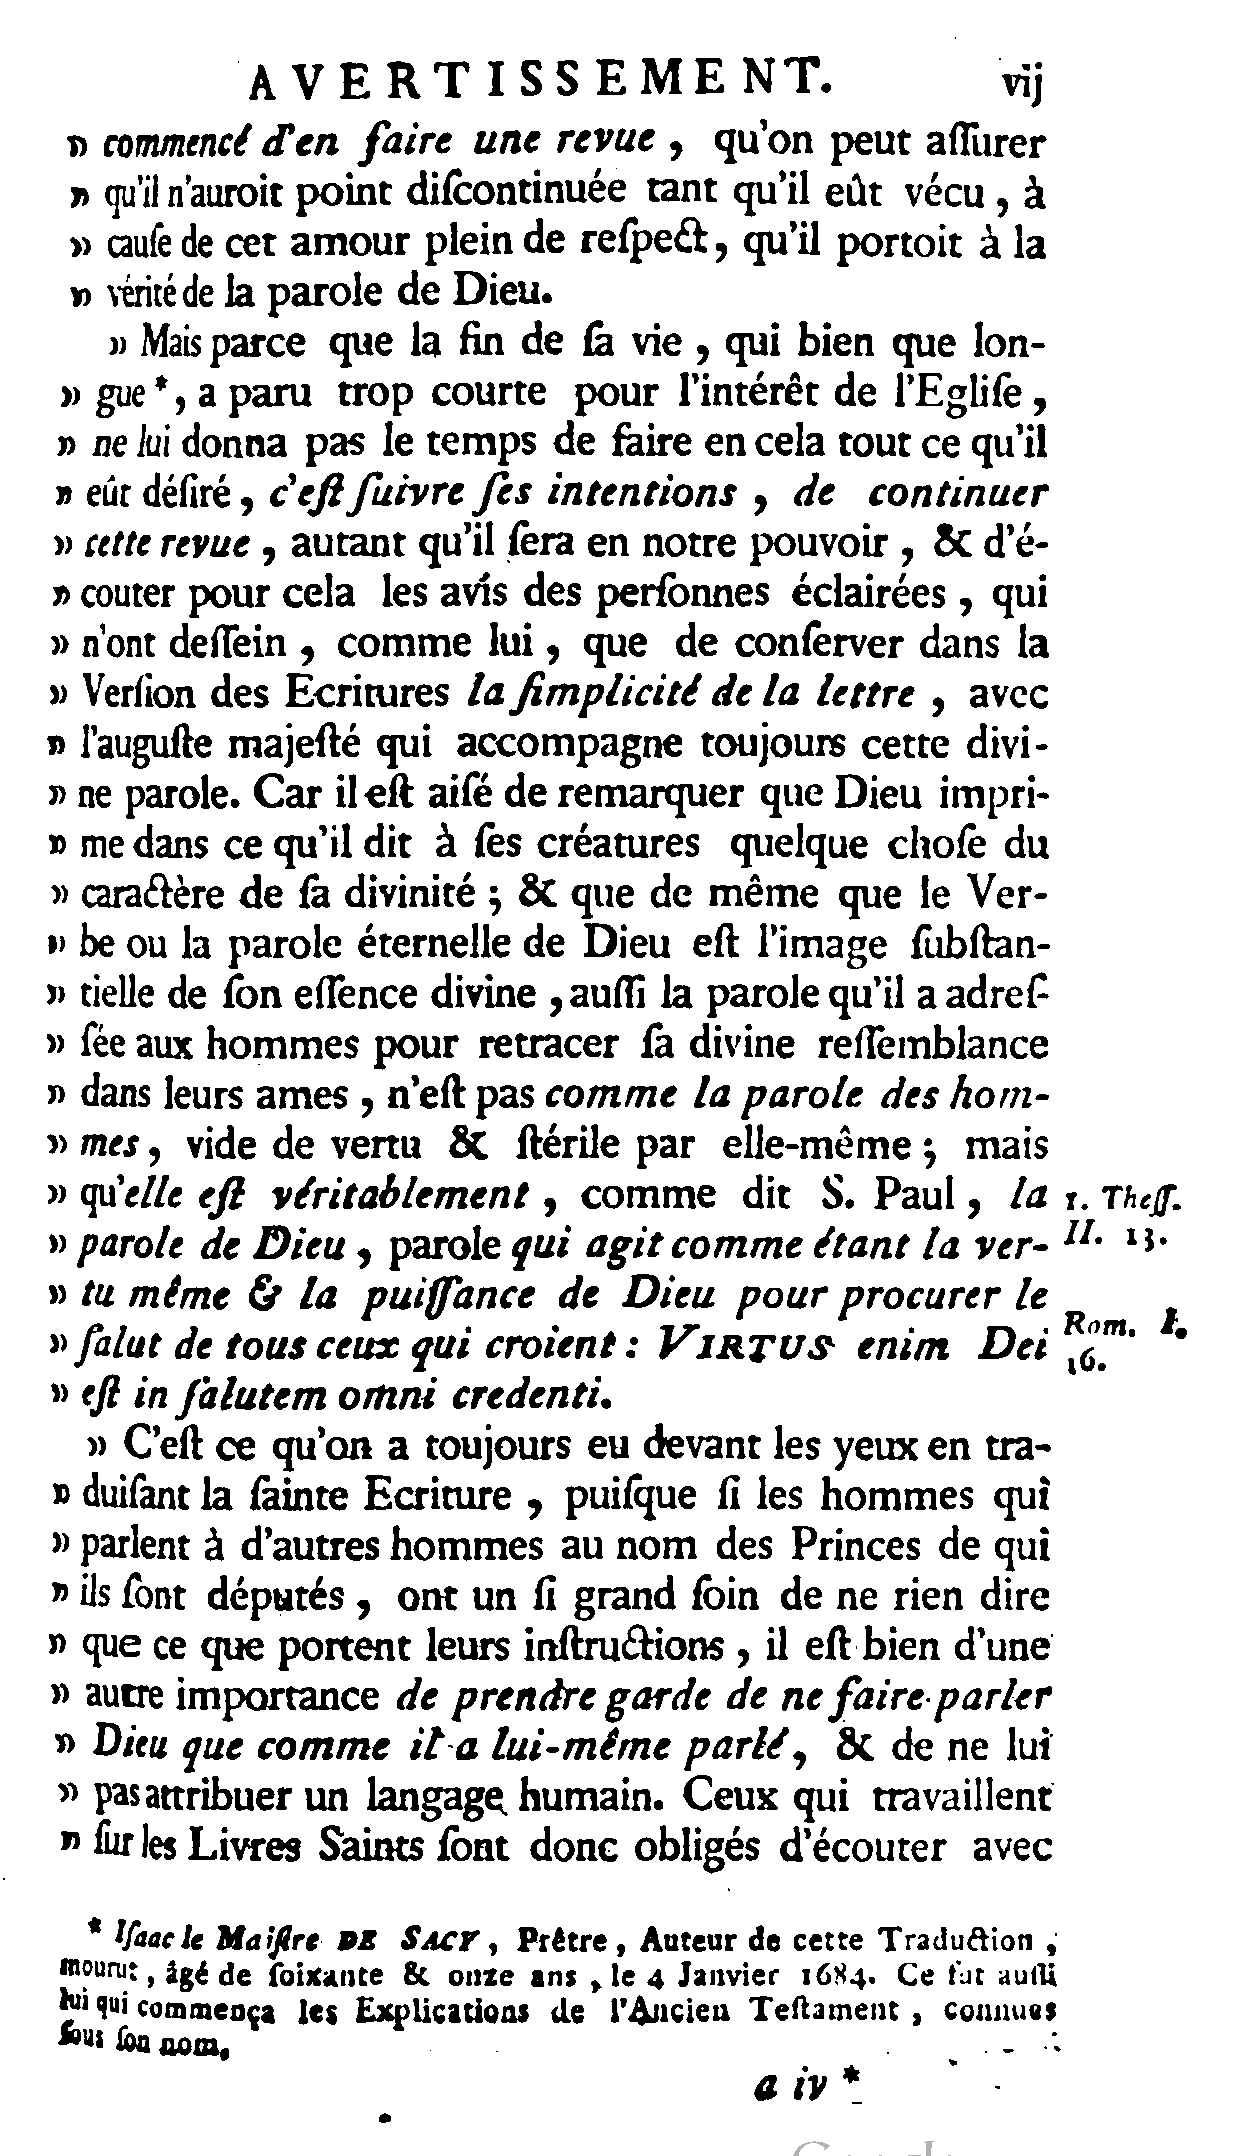 AVERTISSEMENT. vij
» commencé d'en faire une revue , qu'on peut aſſurer
» qu'il n'auroit point diſcontinuée tant qu'il eût vécu , à
» cauſe de cet amour plein de reſpect, qu'il portoit à la
» vérité de la parole de Dieu.
» Mais parce que la fin de ſa vie , qui bien que lon-
» gue *, a paru trop courte pour l'intérêt de l'Egliſe ,
» ne lui donna pas le temps de faire en cela tout ce qu'il
» eût déſiré , c'eſt ſuivre ſes intentions , de continuer
» cette revue , autant qu'il ſera en notre pouvoir , & d'é-
» couter pour cela les avis des perſonnes éclairées , qui
» n'ont deſſein , comme lui , que de conſerver dans la
» Verſion des Ecritures la ſimplicité de la lettre , avec
» l'auguſte majeſté qui accompagne toujours cette divi-
» ne parole. Car il eſt aiſé de remarquer que Dieu impri-
» me dans ce qu'il dit à ſes créatures quelque choſe du
» caractère de ſa divinité ; & que de même que le Ver-
» be ou la parole éternelle de Dieu eſt l'image ſubſtan-
» tielle de ſon eſſence divine , auſſi la parole qu'il a adreſ-
» ſée aux hommes pour retracer ſa divine reſſemblance
» dans leurs ames , n'eſt pas comme la parole des hom-
» mes, vide de vertu & ſtérile par elle-même ; mais
» qu'elle eſt véritablement , comme dit S. Paul , la 1. Theſſ.
» parole de Dieu , parole qui agit comme étant la ver- II. 13.
» tu même & la puiſſance de Dieu pour procurer le
» ſalut de tous ceux qui croient : VIRTUS enim Dei Rom. I.
16.
» eſt in ſalutem omni credenti.
» C'eſt ce qu'on a toujours eu devant les yeux en tra-
» duiſant la ſainte Ecriture , puiſque ſi les hommes qui
» parlent à d'autres hommes au nom des Princes de qui
» ils ſont députés , ont un ſi grand ſoin de ne rien dire
» que ce que portent leurs inſtructions , il eſt bien d'une
» autre importance de prendre garde de ne faire parler
» Dieu que comme il a lui-même parlé, & de ne lui
» pas attribuer un langage humain. Ceux qui travaillent
» ſur les Livres Saints ſont donc obligés d'écouter avec
* Iſaac le Maiſtre DE SACY , Prêtre , Auteur de cette Traduction ,
mourut , âgé de ſoixante & onze ans , le 4 Janvier 1684. Ce fut auſſi
lui qui commença les Explications de l'Ancien Teſtament , connues
ſous ſon nom.
a iv *